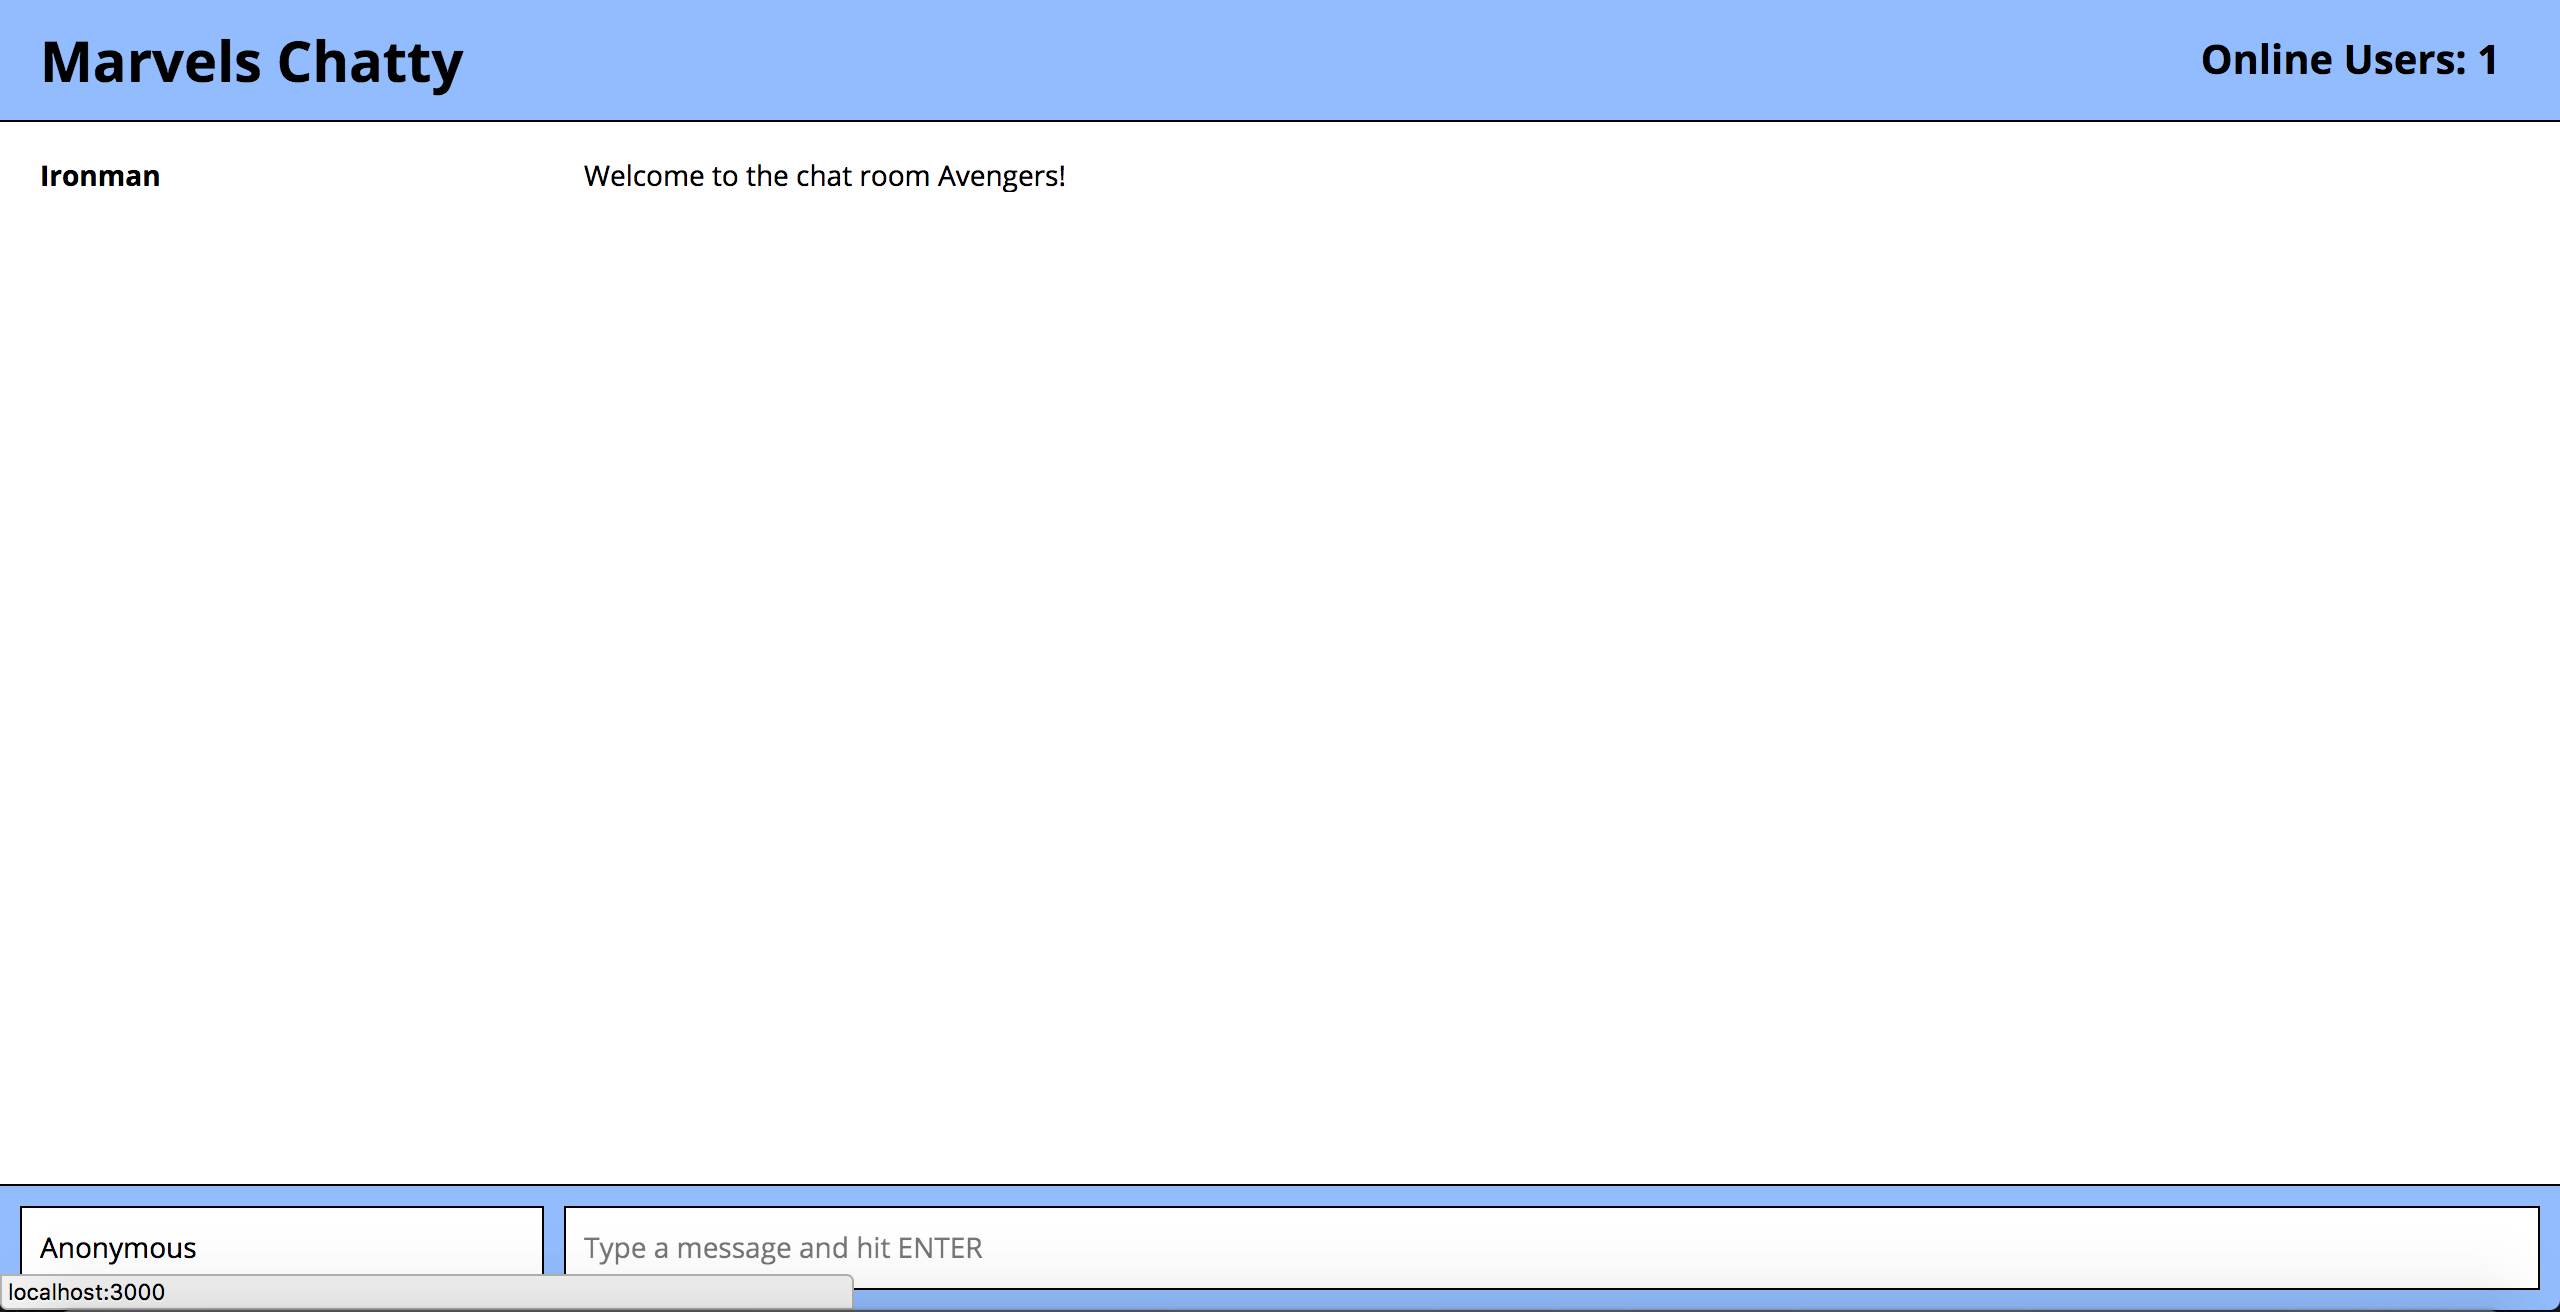 Marvels Chatty
Online Users: 1
Ironman
Welcome to the chat room Avengers!
Anonymous
Type a message and hit ENTER
localhost:3000